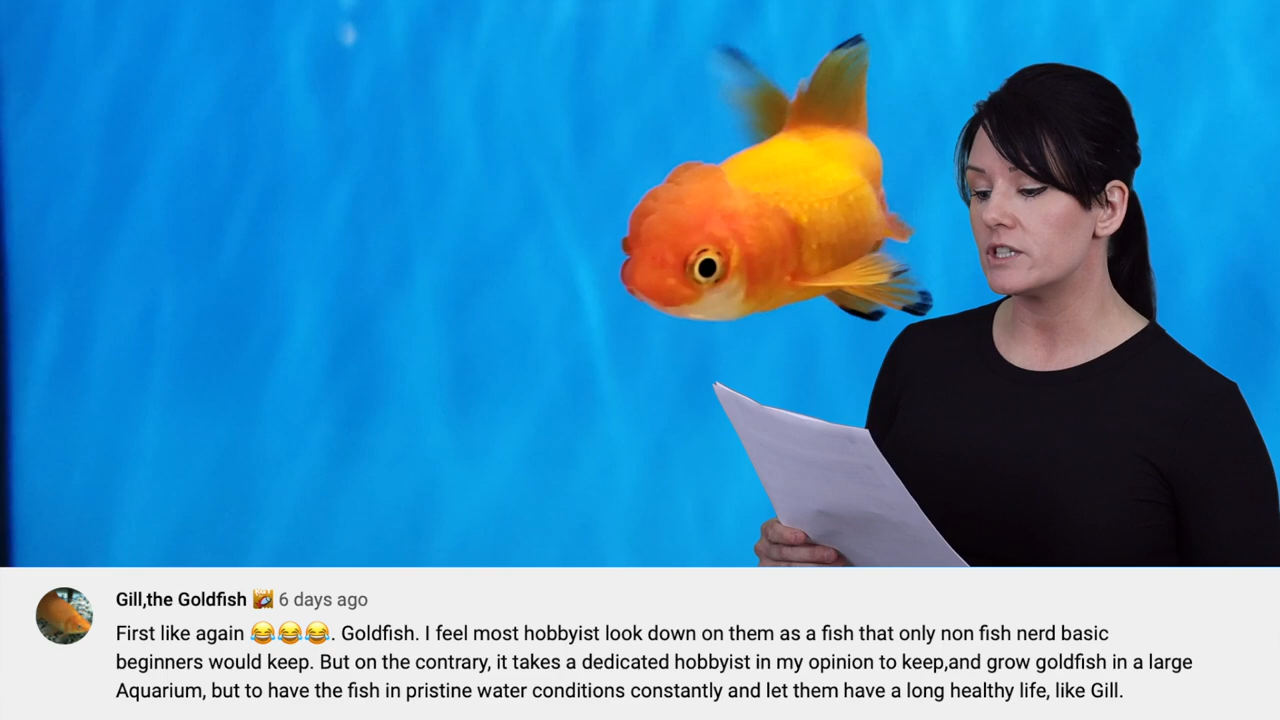 Gill,the Goldfish 6 days ago
First like again 😂😂😂. Goldfish. I feel most hobbyist look down on them as a fish that only non fish nerd basic
beginners would keep. But on the contrary, it takes a dedicated hobbyist in my opinion to keep,and grow goldfish in a large
Aquarium, but to have the fish in pristine water conditions constantly and let them have a long healthy life, like Gill.